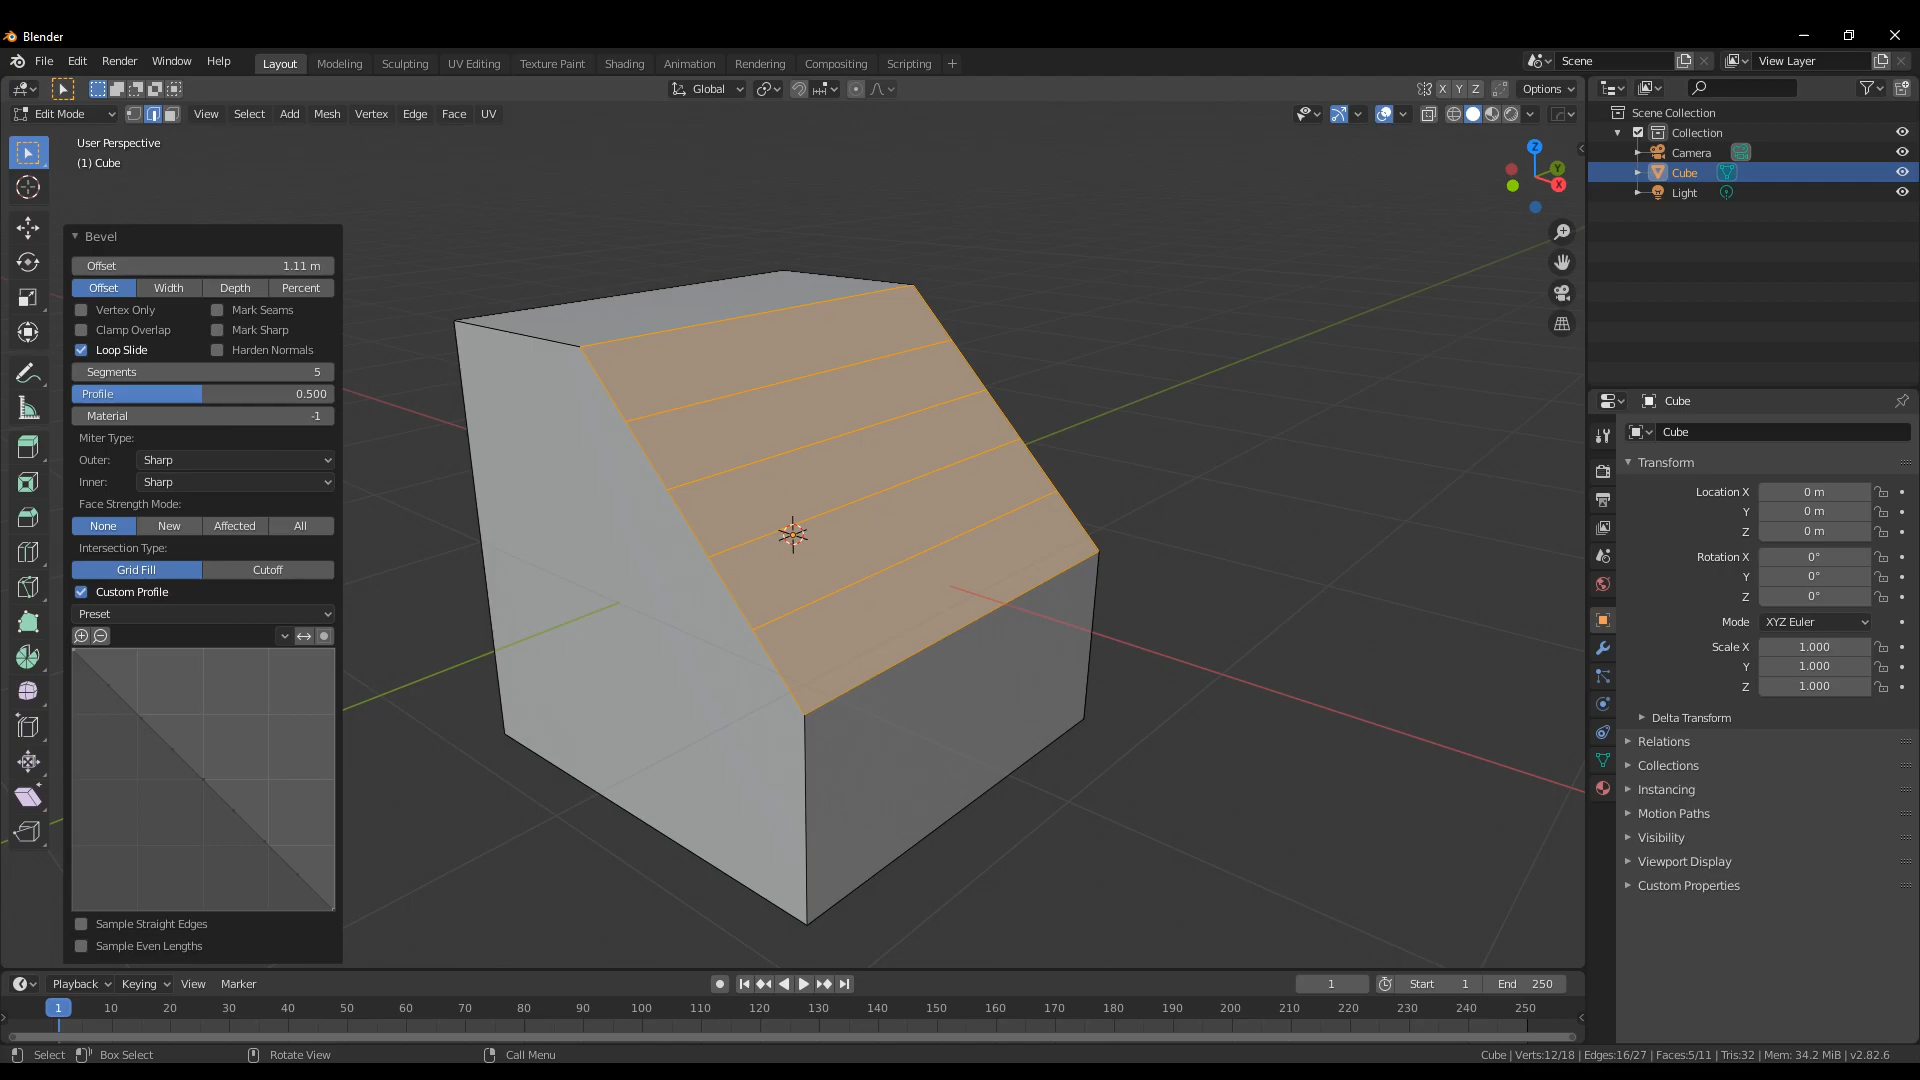 Blender
File Edit Render Window Help
Layout Modeling Sculpting UV Editing Texture Paint Shading Animation Rendering Compositing Scripting +
Scene
View Layer
Global
X Y Z
Options
Edit Mode
View Select Add Mesh Vertex Edge Face UV
User Perspective
(1) Cube
Z
Y
X
Bevel
Offset 1.11 m
Offset Width Depth Percent
Vertex Only Mark Seams
Clamp Overlap Mark Sharp
Loop Slide Harden Normals
Segments 5
Profile 0.500
Material -1
Miter Type:
Outer: Sharp
Inner: Sharp
Face Strength Mode:
None New Affected All
Intersection Type:
Grid Fill Cutoff
Custom Profile
Preset
Sample Straight Edges
Sample Even Lengths
Scene Collection
Collection
Camera
Cube
Light
Cube
Cube
Transform
Location X 0 m
Y 0 m
Z 0 m
Rotation X 0°
Y 0°
Z 0°
Mode XYZ Euler
Scale X 1.000
Y 1.000
Z 1.000
Delta Transform
Relations
Collections
Instancing
Motion Paths
Visibility
Viewport Display
Custom Properties
Playback Keying View Marker
1
Start 1 End 250
1 10 20 30 40 50 60 70 80 90 100 110 120 130 140 150 160 170 180 190 200 210 220 230 240 250
Select Box Select Rotate View Call Menu
Cube | Verts:12/18 | Edges:16/27 | Faces:5/11 | Tris:32 | Mem: 34.2 MiB | v2.82.6